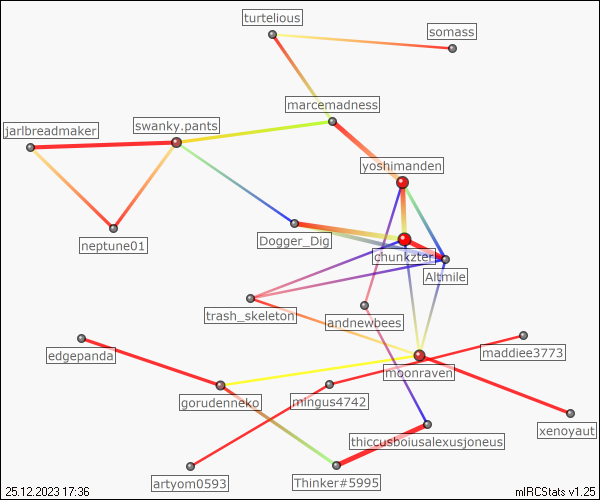 turtelious
somass
marcemadness
swanky.pants
jarlbreadmaker
yoshimanden
neptune01
Dogger_Dig
chunkzter
Altmile
trash_skeleton
andnewbees
edgepanda
maddiee3773
moonraven
gorudenneko
mingus4742
xenoyaut
thiccusboiusalexusjoneus
artyom0593
Thinker#5995
25.12.2023 17:36
mIRCStats v1.25